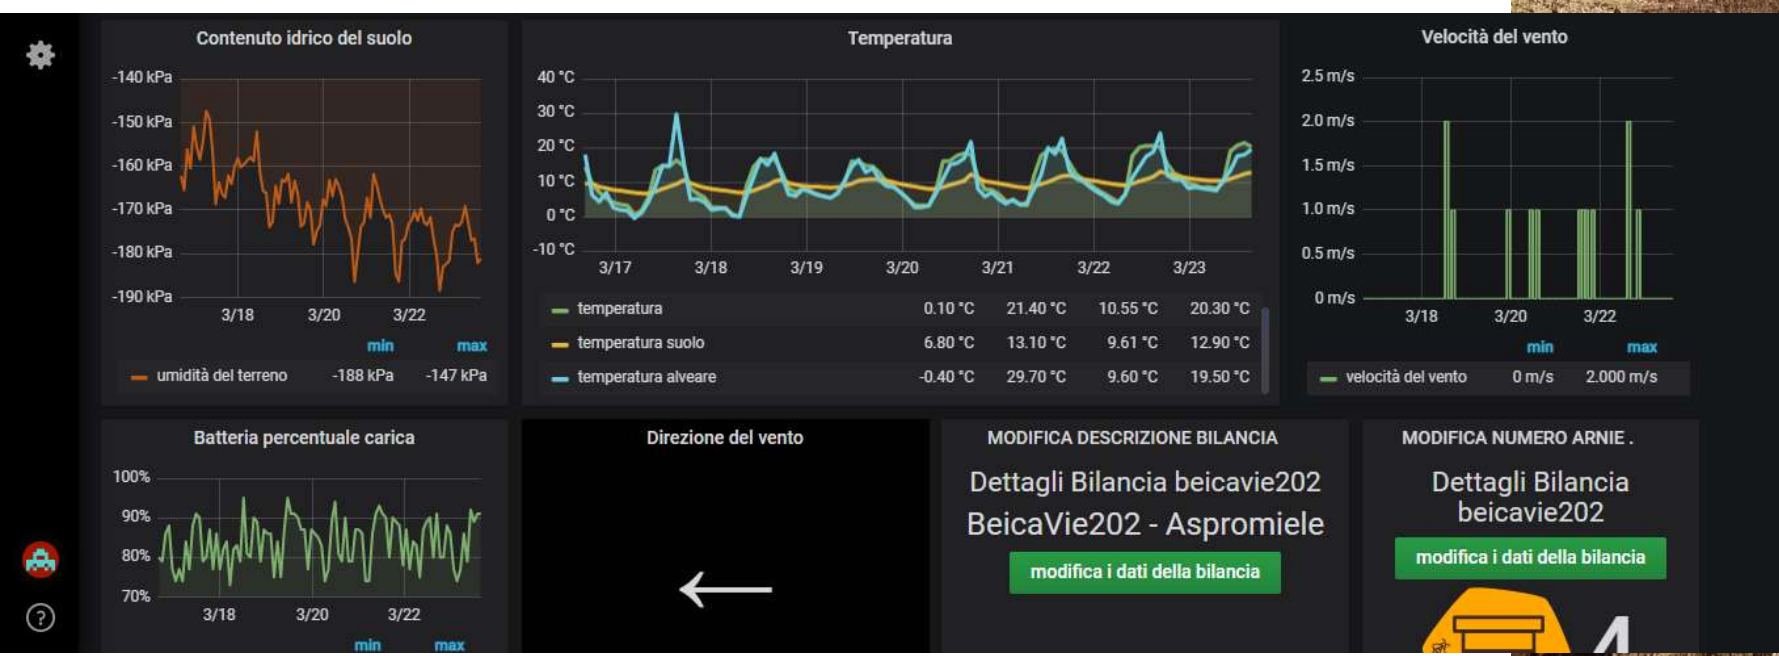 Contenuto idrico del suolo
-140 kPa
-150 kPa
-160 kPa
-170 kPa
-180 kPa
-190 kPa
3/18 3/20 3/22
min max
umidità del terreno -188 kPa -147 kPa
Temperatura
40 °C
30 °C
20 °C
10 °C
0 °C
-10 °C
3/17 3/18 3/19 3/20 3/21 3/22 3/23
temperatura 0.10 °C 21.40 °C 10.55 °C 20.30 °C
temperatura suolo 6.80 °C 13.10 °C 9.61 °C 12.90 °C
temperatura alveare -0.40 °C 29.70 °C 9.60 °C 19.50 °C
Velocità del vento
2.5 m/s
2.0 m/s
1.5 m/s
1.0 m/s
0.5 m/s
0 m/s
3/18 3/20 3/22
min max
velocità del vento 0 m/s 2.000 m/s
Batteria percentuale carica
100%
90%
80%
70%
3/18 3/20 3/22
min max
Direzione del vento
MODIFICA DESCRIZIONE BILANCIA
Dettagli Bilancia beicavie202
BeicaVie202 - Aspromiele
modifica i dati della bilancia
MODIFICA NUMERO ARNIE .
Dettagli Bilancia
beicavie202
modifica i dati della bilancia
4
?